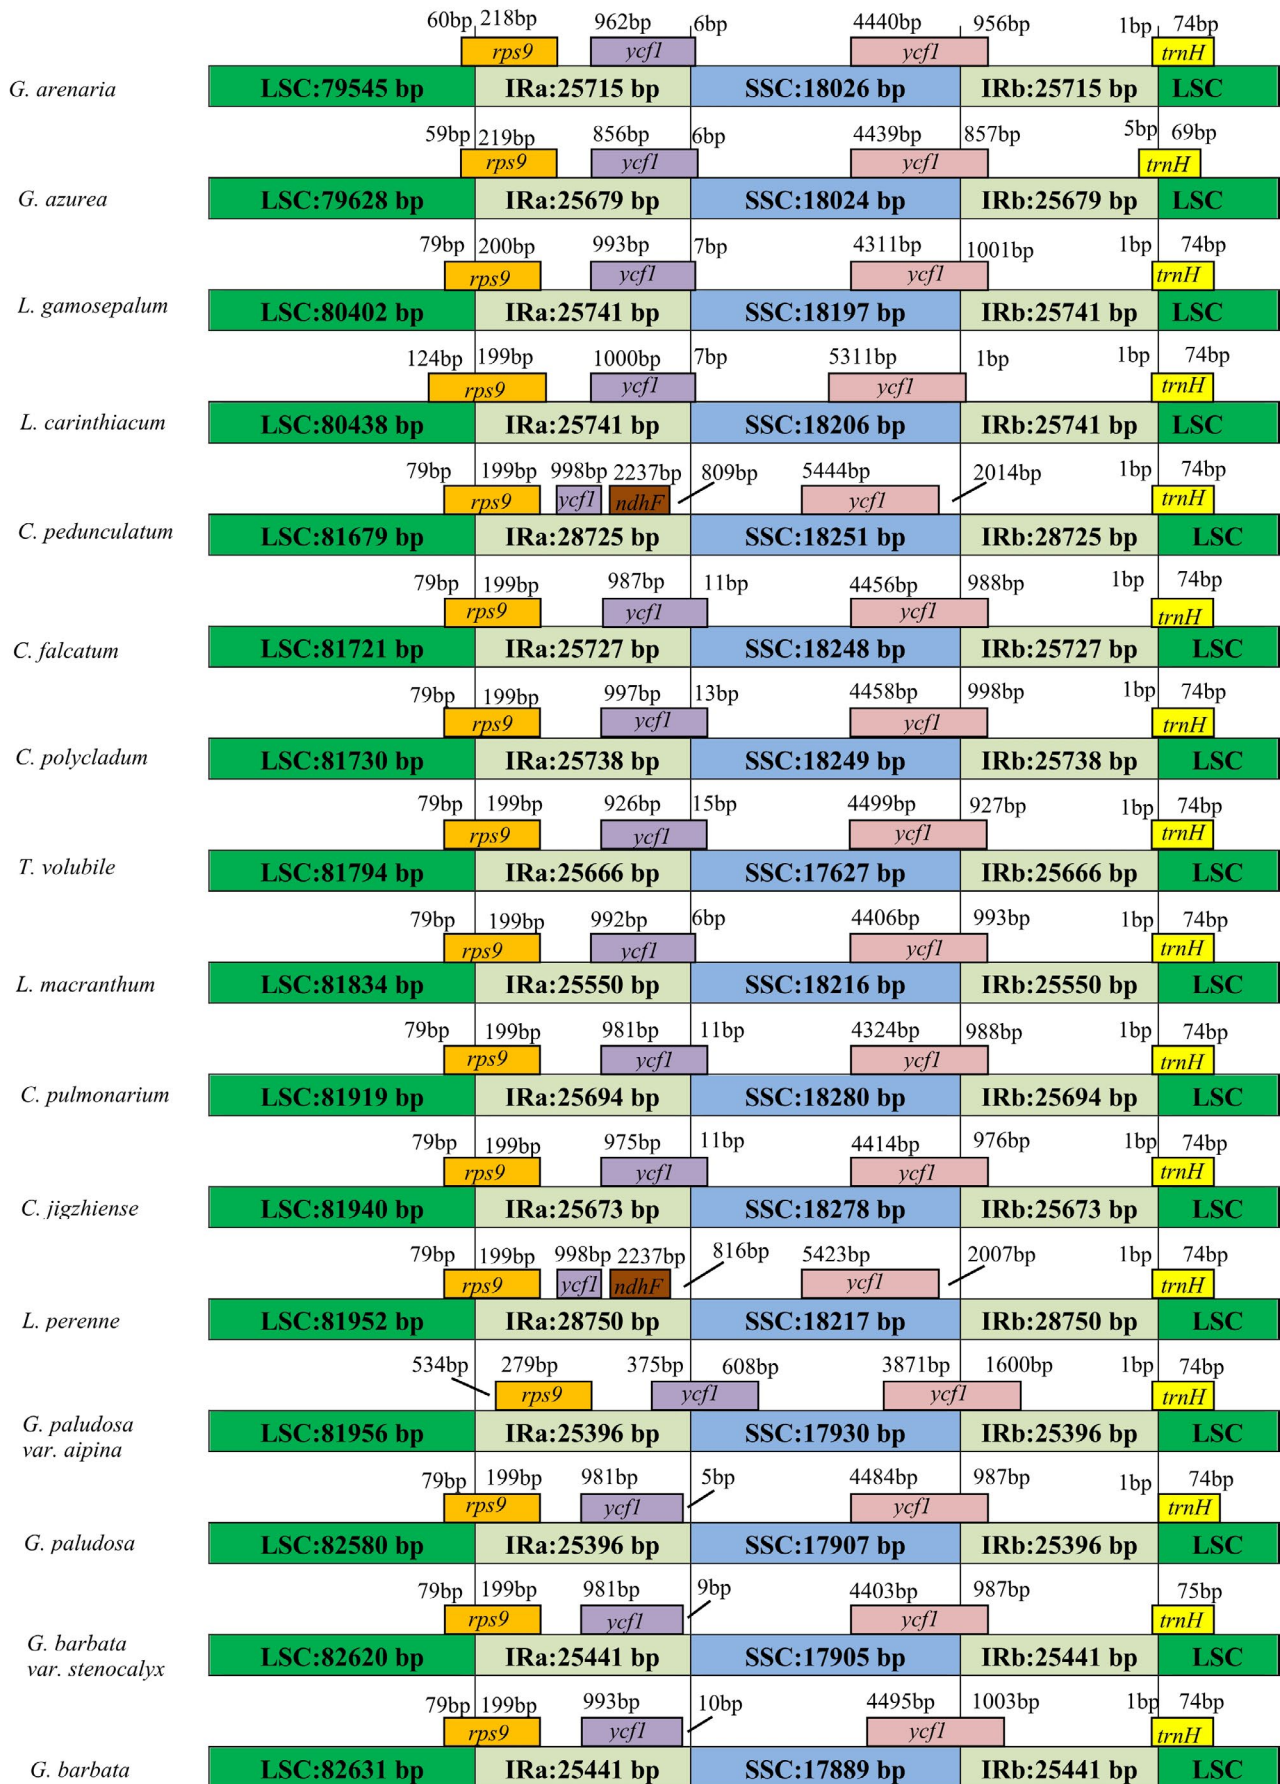 60bp 218bp 962bp 6bp 4440bp 956bp 1bp 74bp
rps9 ycf1 ycf1 trnH
G. arenaria LSC:79545 bp IRa:25715 bp SSC:18026 bp IRb:25715 bp LSC
59bp 219bp 856bp 6bp 4439bp 857bp 5bp 69bp
rps9 ycf1 ycf1 trnH
G. azurea LSC:79628 bp IRa:25679 bp SSC:18024 bp IRb:25679 bp LSC
79bp 200bp 993bp 7bp 4311bp 1001bp 1bp 74bp
rps9 ycf1 ycf1 trnH
L. gamosepalum LSC:80402 bp IRa:25741 bp SSC:18197 bp IRb:25741 bp LSC
124bp 199bp 1000bp 7bp 5311bp 1bp 1bp 74bp
rps9 ycf1 ycf1 trnH
L. carinthiacum LSC:80438 bp IRa:25741 bp SSC:18206 bp IRb:25741 bp LSC
79bp 199bp 998bp 2237bp 809bp 5444bp 2014bp 1bp 74bp
rps9 ycf1 ndhF ycf1 trnH
C. pedunculatum LSC:81679 bp IRa:28725 bp SSC:18251 bp IRb:28725 bp LSC
79bp 199bp 987bp 11bp 4456bp 988bp 1bp 74bp
rps9 ycf1 ycf1 trnH
C. falcatum LSC:81721 bp IRa:25727 bp SSC:18248 bp IRb:25727 bp LSC
79bp 199bp 997bp 13bp 4458bp 998bp 1bp 74bp
rps9 ycf1 ycf1 trnH
C. polycladum LSC:81730 bp IRa:25738 bp SSC:18249 bp IRb:25738 bp LSC
79bp 199bp 926bp 15bp 4499bp 927bp 1bp 74bp
rps9 ycf1 ycf1 trnH
T. volubile LSC:81794 bp IRa:25666 bp SSC:17627 bp IRb:25666 bp LSC
79bp 199bp 992bp 6bp 4406bp 993bp 1bp 74bp
rps9 ycf1 ycf1 trnH
L. macranthum LSC:81834 bp IRa:25550 bp SSC:18216 bp IRb:25550 bp LSC
79bp 199bp 981bp 11bp 4324bp 988bp 1bp 74bp
rps9 ycf1 ycf1 trnH
C. pulmonarium LSC:81919 bp IRa:25694 bp SSC:18280 bp IRb:25694 bp LSC
79bp 199bp 975bp 11bp 4414bp 976bp 1bp 74bp
rps9 ycf1 ycf1 trnH
C. jigzhiense LSC:81940 bp IRa:25673 bp SSC:18278 bp IRb:25673 bp LSC
79bp 199bp 998bp 2237bp 816bp 5423bp 2007bp 1bp 74bp
rps9 ycf1 ndhF ycf1 trnH
L. perenne LSC:81952 bp IRa:28750 bp SSC:18217 bp IRb:28750 bp LSC
534bp 279bp 375bp 608bp 3871bp 1600bp 1bp 74bp
rps9 ycf1 ycf1 trnH
G. paludosa LSC:81956 bp IRa:25396 bp SSC:17930 bp IRb:25396 bp LSC
var. aipina
79bp 199bp 981bp 5bp 4484bp 987bp 1bp 74bp
rps9 ycf1 ycf1 trnH
G. paludosa LSC:82580 bp IRa:25396 bp SSC:17907 bp IRb:25396 bp LSC
79bp 199bp 981bp 9bp 4403bp 987bp 75bp
rps9 ycf1 ycf1 trnH
G. barbata LSC:82620 bp IRa:25441 bp SSC:17905 bp IRb:25441 bp LSC
var. stenocalyx
79bp 199bp 993bp 10bp 4495bp 1003bp 1bp 74bp
rps9 ycf1 ycf1 trnH
G. barbata LSC:82631 bp IRa:25441 bp SSC:17889 bp IRb:25441 bp LSC